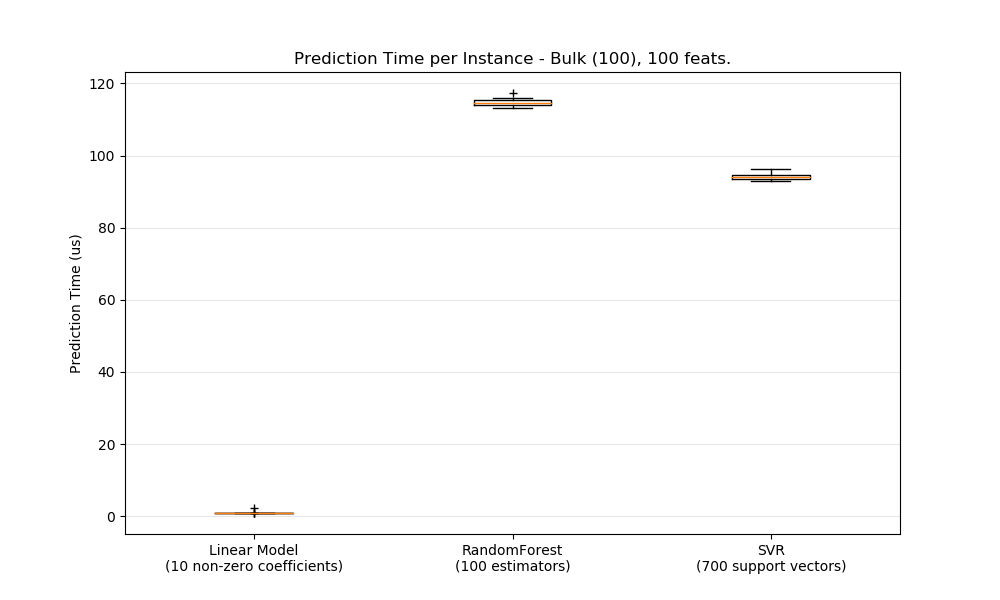 Prediction Time per Instance - Bulk (100), 100 feats.
Prediction Time (us)
120
100
80
60
40
20
0
Linear Model
(10 non-zero coefficients)
RandomForest
(100 estimators)
SVR
(700 support vectors)